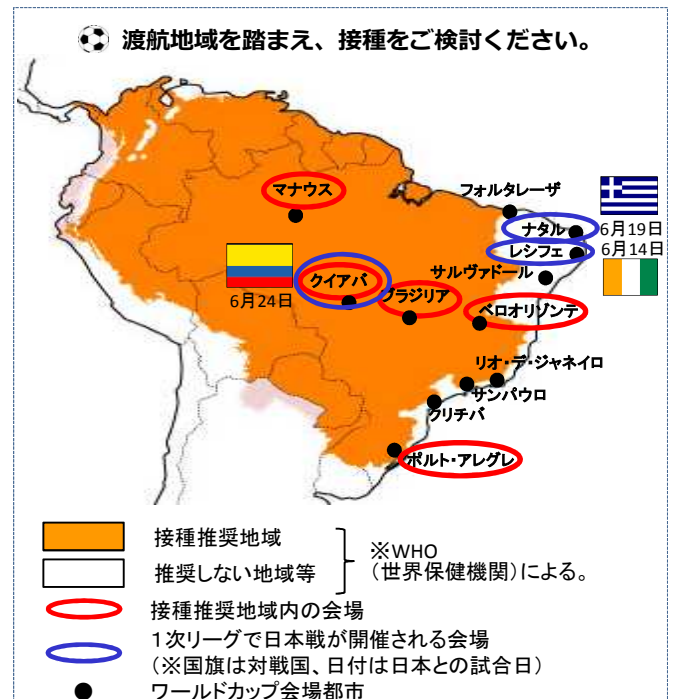 渡航地域を踏まえ、接種をご検討ください。
マナウス
フォルタレーザ
ナタル
6月19日
レシフェ
6月14日
サルヴァドール
クイアバ
6月24日
ブラジリア
ベロオリゾンテ
リオ・デ・ジャネイロ
サンパウロ
クリチバ
ポルト・アレグレ
接種推奨地域
推奨しない地域等
※WHO
(世界保健機関)による。
接種推奨地域内の会場
1次リーグで日本戦が開催される会場
(※国旗は対戦国、日付は日本との試合日)
ワールドカップ会場都市